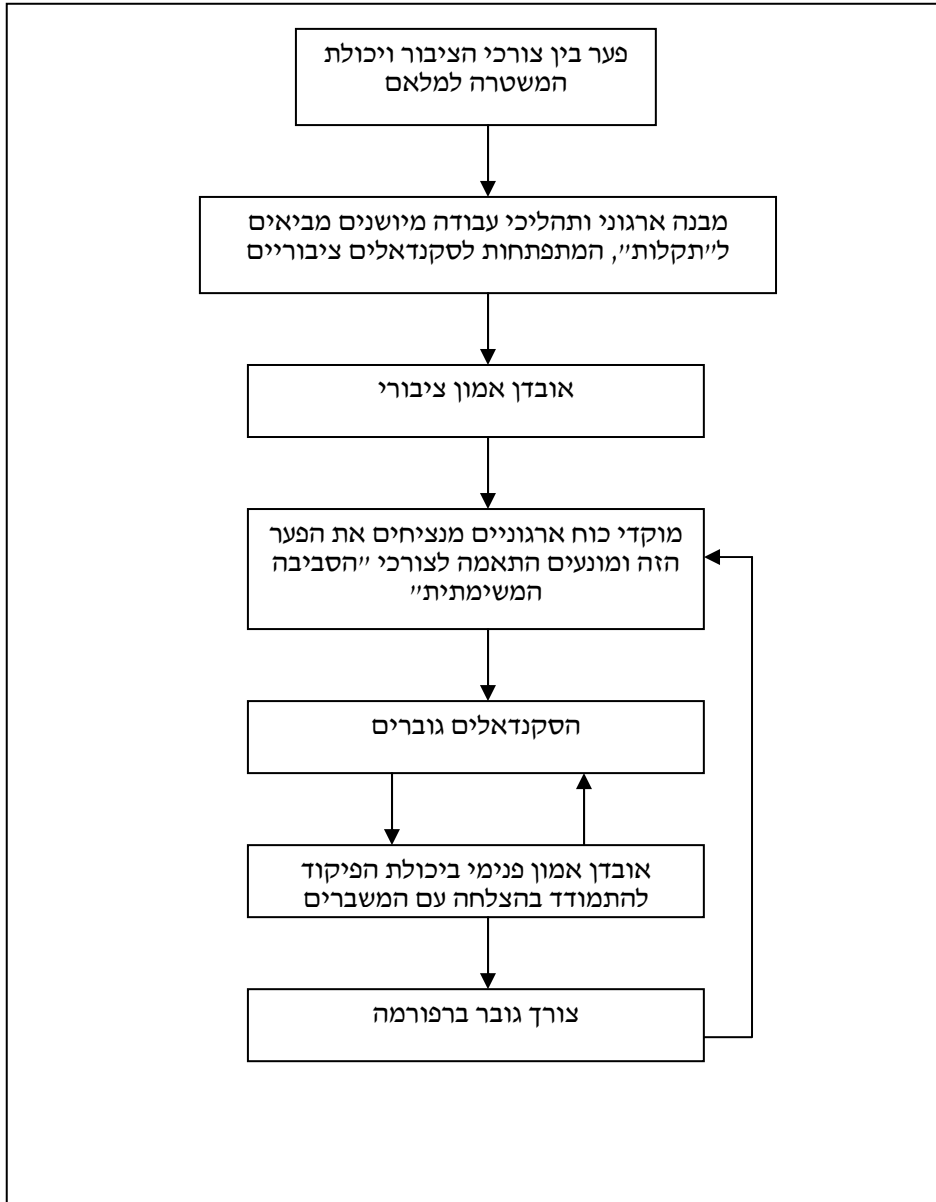 פער בין צורכי הציבור ויכולת
המשטרה למלאם
מבנה ארגוני ותהליכי עבודה מיושנים מביאים
ל״תקלות״, המתפתחות לסקנדאלים ציבוריים
אובדן אמון ציבורי
מוקדי כוח ארגוניים מנציחים את הפער
הזה ומונעים התאמה לצורכי ״הסביבה
המשימתית״
הסקנדאלים גוברים
אובדן אמון פנימי ביכולת הפיקוד
להתמודד בהצלחה עם המשברים
צורך גובר ברפורמה